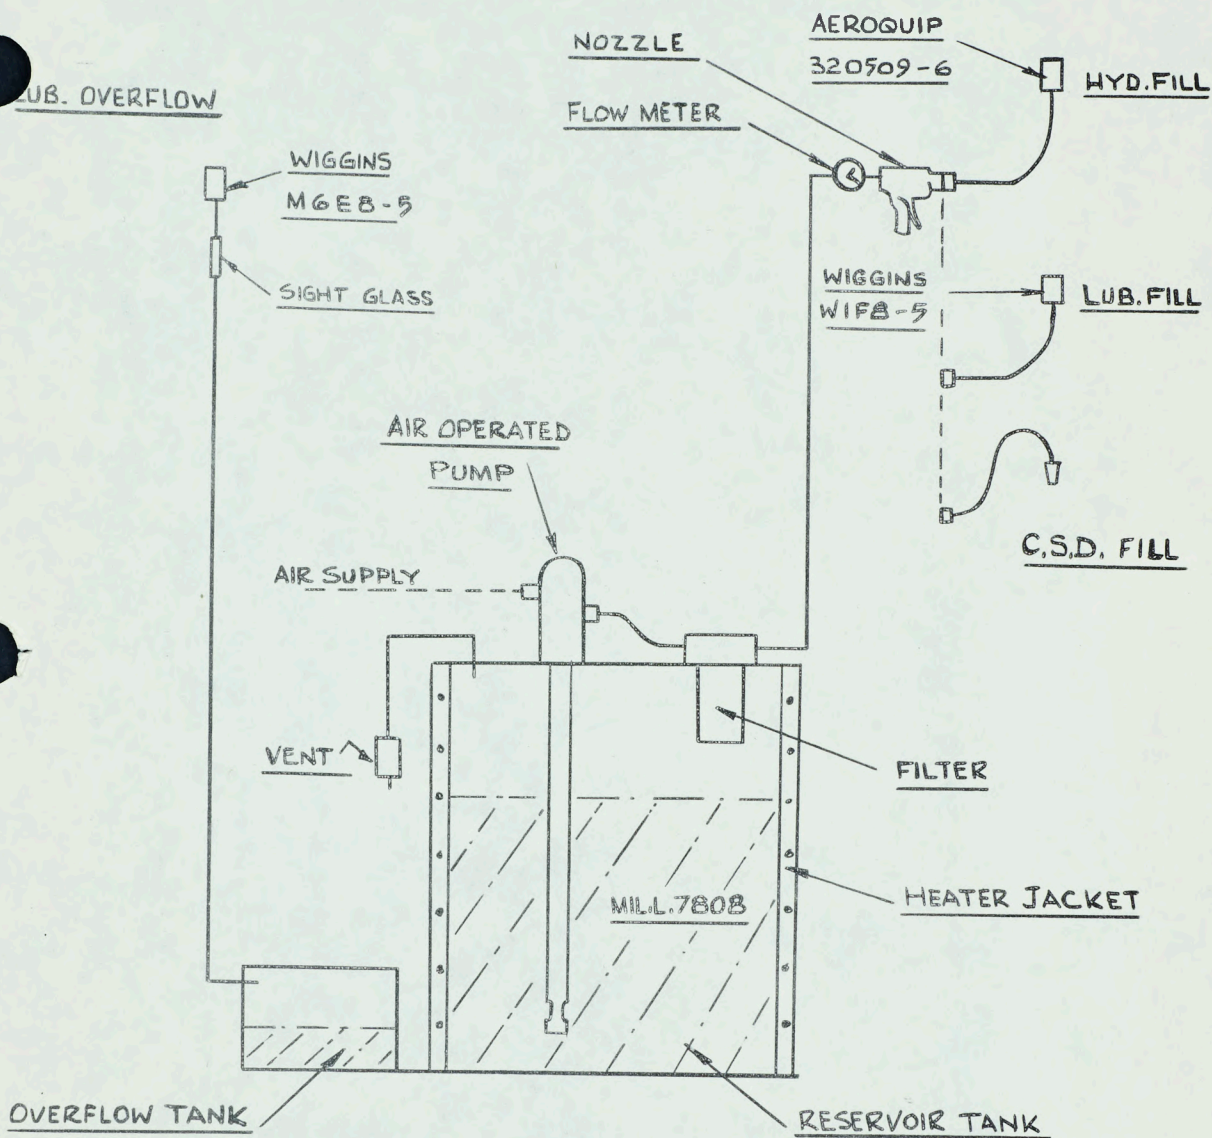 NOZZLE
AEROQUIP
320509-6
HYD.FILL
LUB. OVERFLOW
FLOW METER
WIGGINS
MGE8-5
SIGHT GLASS
WIGGINS
W1F8-5
LUB.FILL
AIR OPERATED
PUMP
C.S.D. FILL
AIR SUPPLY
VENT
FILTER
MIL.L.7808
HEATER JACKET
OVERFLOW TANK
RESERVOIR TANK